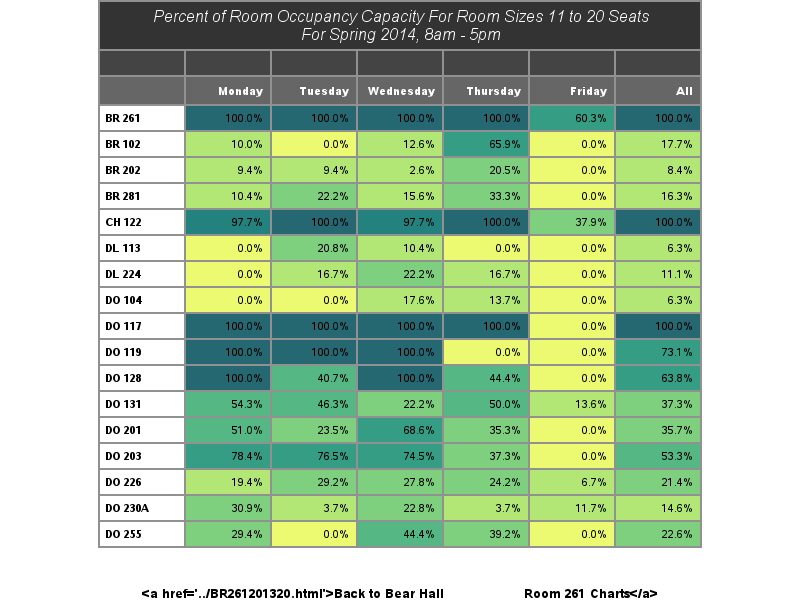 Percent of Room Occupancy Capacity For Room Sizes 11 to 20 Seats
For Spring 2014, 8am - 5pm
Monday Tuesday Wednesday Thursday Friday All
BR 261 100.0% 100.0% 100.0% 100.0% 60.3% 100.0%
BR 102 10.0% 0.0% 12.6% 65.9% 0.0% 17.7%
BR 202 9.4% 9.4% 2.6% 20.5% 0.0% 8.4%
BR 281 10.4% 22.2% 15.6% 33.3% 0.0% 16.3%
CH 122 97.7% 100.0% 97.7% 100.0% 37.9% 100.0%
DL 113 0.0% 20.8% 10.4% 0.0% 0.0% 6.3%
DL 224 0.0% 16.7% 22.2% 16.7% 0.0% 11.1%
DO 104 0.0% 0.0% 17.6% 13.7% 0.0% 6.3%
DO 117 100.0% 100.0% 100.0% 100.0% 0.0% 100.0%
DO 119 100.0% 100.0% 100.0% 0.0% 0.0% 73.1%
DO 128 100.0% 40.7% 100.0% 44.4% 0.0% 63.8%
DO 131 54.3% 46.3% 22.2% 50.0% 13.6% 37.3%
DO 201 51.0% 23.5% 68.6% 35.3% 0.0% 35.7%
DO 203 78.4% 76.5% 74.5% 37.3% 0.0% 53.3%
DO 226 19.4% 29.2% 27.8% 24.2% 6.7% 21.4%
DO 230A 30.9% 3.7% 22.8% 3.7% 11.7% 14.6%
DO 255 29.4% 0.0% 44.4% 39.2% 0.0% 22.6%
<a href='../BR261201320.html'>Back to Bear Hall Room 261 Charts</a>